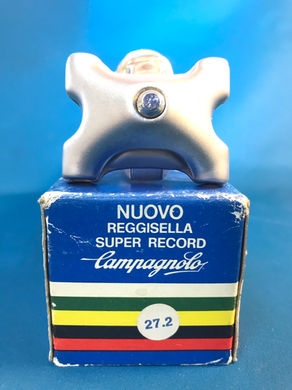 NUOVO
REGGISELLA
SUPER RECORD
Campagnolo
27.2